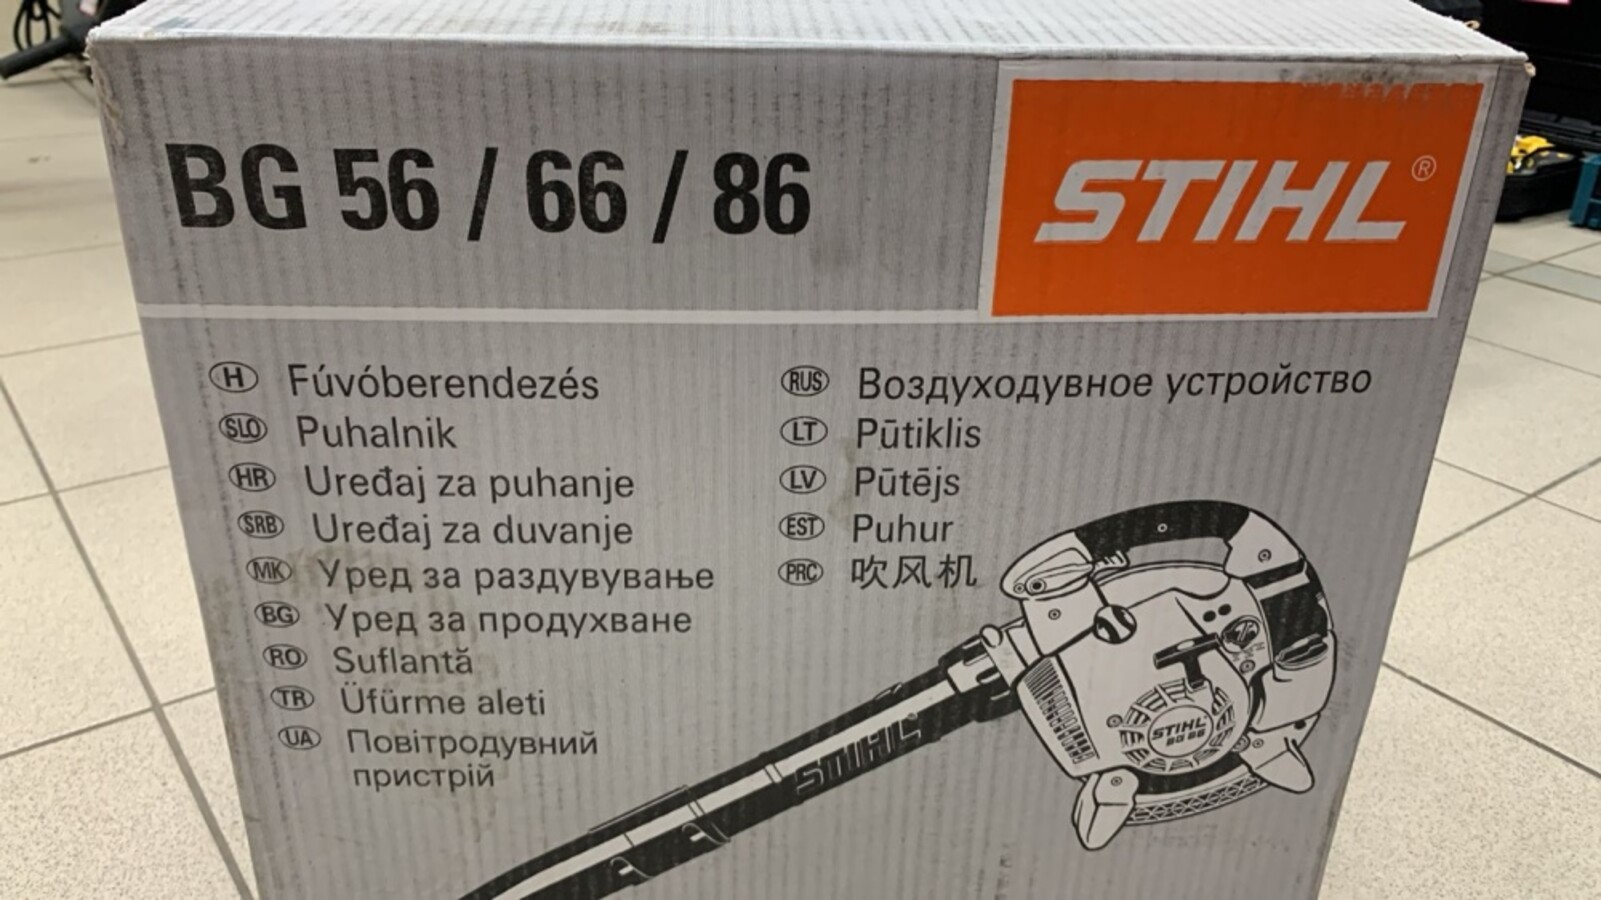 BG 56 / 66 / 86
STIHL®
H Fúvóberendezés
SLO Puhalnik
HR Uređaj za puhanje
SRB Uređaj za duvanje
MK Уред за раздувување
BG Уред за продухване
RO Suflantă
TR Üfürme aleti
UA Повітродувний
пристрій
RUS Воздуходувное устройство
LT Pūtiklis
LV Pūtējs
EST Puhur
PRC 吹风机
STIHL
BG 86
STIHL